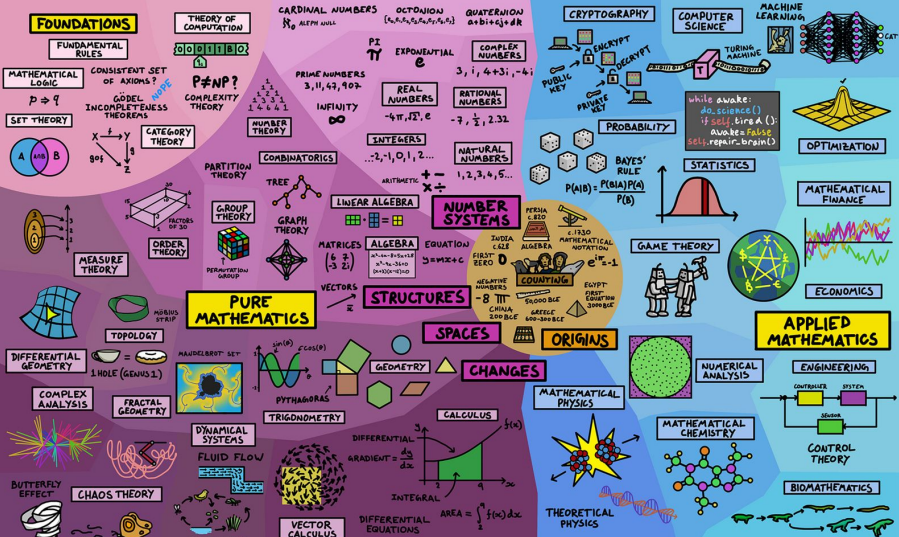 FOUNDATIONS
FUNDAMENTAL
RULES
MATHEMATICAL
LOGIC
p ⇒ q
SET THEORY
A
AnB
B
CONSISTENT SET
OF AXIOMS?
NOPE
GÖDEL
INCOMPLETENESS
THEOREMS
THEORY OF
COMPUTATION
P≠NP?
COMPLEXITY
THEORY
CATEGORY
THEORY
X
Y
Z
g
gof
CARDINAL NUMBERS
ALEPH NULL
OCTONION
QUATERNION
a+bi+cj+dk
PI
π
EXPONENTIAL
e
COMPLEX
NUMBERS
3, i, 4+3i, -4i
PRIME NUMBERS
3, 11, 47, 907
INFINITY
∞
REAL
NUMBERS
-4π, √2, e
RATIONAL
NUMBERS
-7, 1/2, 2.32
INTEGERS
...-2,-1,0,1,2...
NATURAL
NUMBERS
1,2,3,4,5...
ARITHMETIC
+ -
× ÷
NUMBER
THEORY
COMBINATORICS
PARTITION
THEORY
TREE
GRAPH
THEORY
GROUP
THEORY
PERMUTATION
GROUP
ORDER
THEORY
FACTORS
OF 30
MEASURE THEORY
LINEAR ALGEBRA
MATRICES
VECTORS
ALGEBRA
EQUATION
y=mx+c
NUMBER
SYSTEMS
STRUCTURES
SPACES
CHANGES
PURE
MATHEMATICS
ORIGINS
PERSIA
c.820
ALGEBRA
c.1730
MATHEMATICAL
NOTATION
INDIA
c.628
FIRST
ZERO
0
COUNTING
NEGATIVE
NUMBERS
-8
CHINA
200BCE
50,000 BCE
GREECE
600-300BCE
EGYPT
FIRST
EQUATION
3000BCE
DIFFERENTIAL
GEOMETRY
TOPOLOGY
MÖBIUS
STRIP
=
1 HOLE (GENUS 1)
MANDELBROT SET
sin(θ)
cos(θ)
PYTHAGORAS
GEOMETRY
TRIGONOMETRY
COMPLEX
ANALYSIS
FRACTAL
GEOMETRY
DYNAMICAL
SYSTEMS
FLUID FLOW
BUTTERFLY
EFFECT
CHAOS THEORY
VECTOR
CALCULUS
CALCULUS
DIFFERENTIAL
GRADIENT = dy/dx
f(x)
INTEGRAL
AREA = ∫f(x)dx
DIFFERENTIAL
EQUATIONS
CRYPTOGRAPHY
ENCRYPT
DECRYPT
PUBLIC
KEY
PRIVATE
KEY
COMPUTER
SCIENCE
TURING
MACHINE
T
MACHINE
LEARNING
CAT
while awake:
do_science()
if self.tired():
awake=False
self.repair_brain()
OPTIMIZATION
PROBABILITY
BAYES'
RULE
P(A|B)=P(B|A)P(A)/P(B)
STATISTICS
MATHEMATICAL
FINANCE
ECONOMICS
GAME THEORY
APPLIED
MATHEMATICS
NUMERICAL
ANALYSIS
ENGINEERING
CONTROLLER
SYSTEM
SENSOR
CONTROL
THEORY
MATHEMATICAL
PHYSICS
THEORETICAL
PHYSICS
MATHEMATICAL
CHEMISTRY
BIOMATHEMATICS